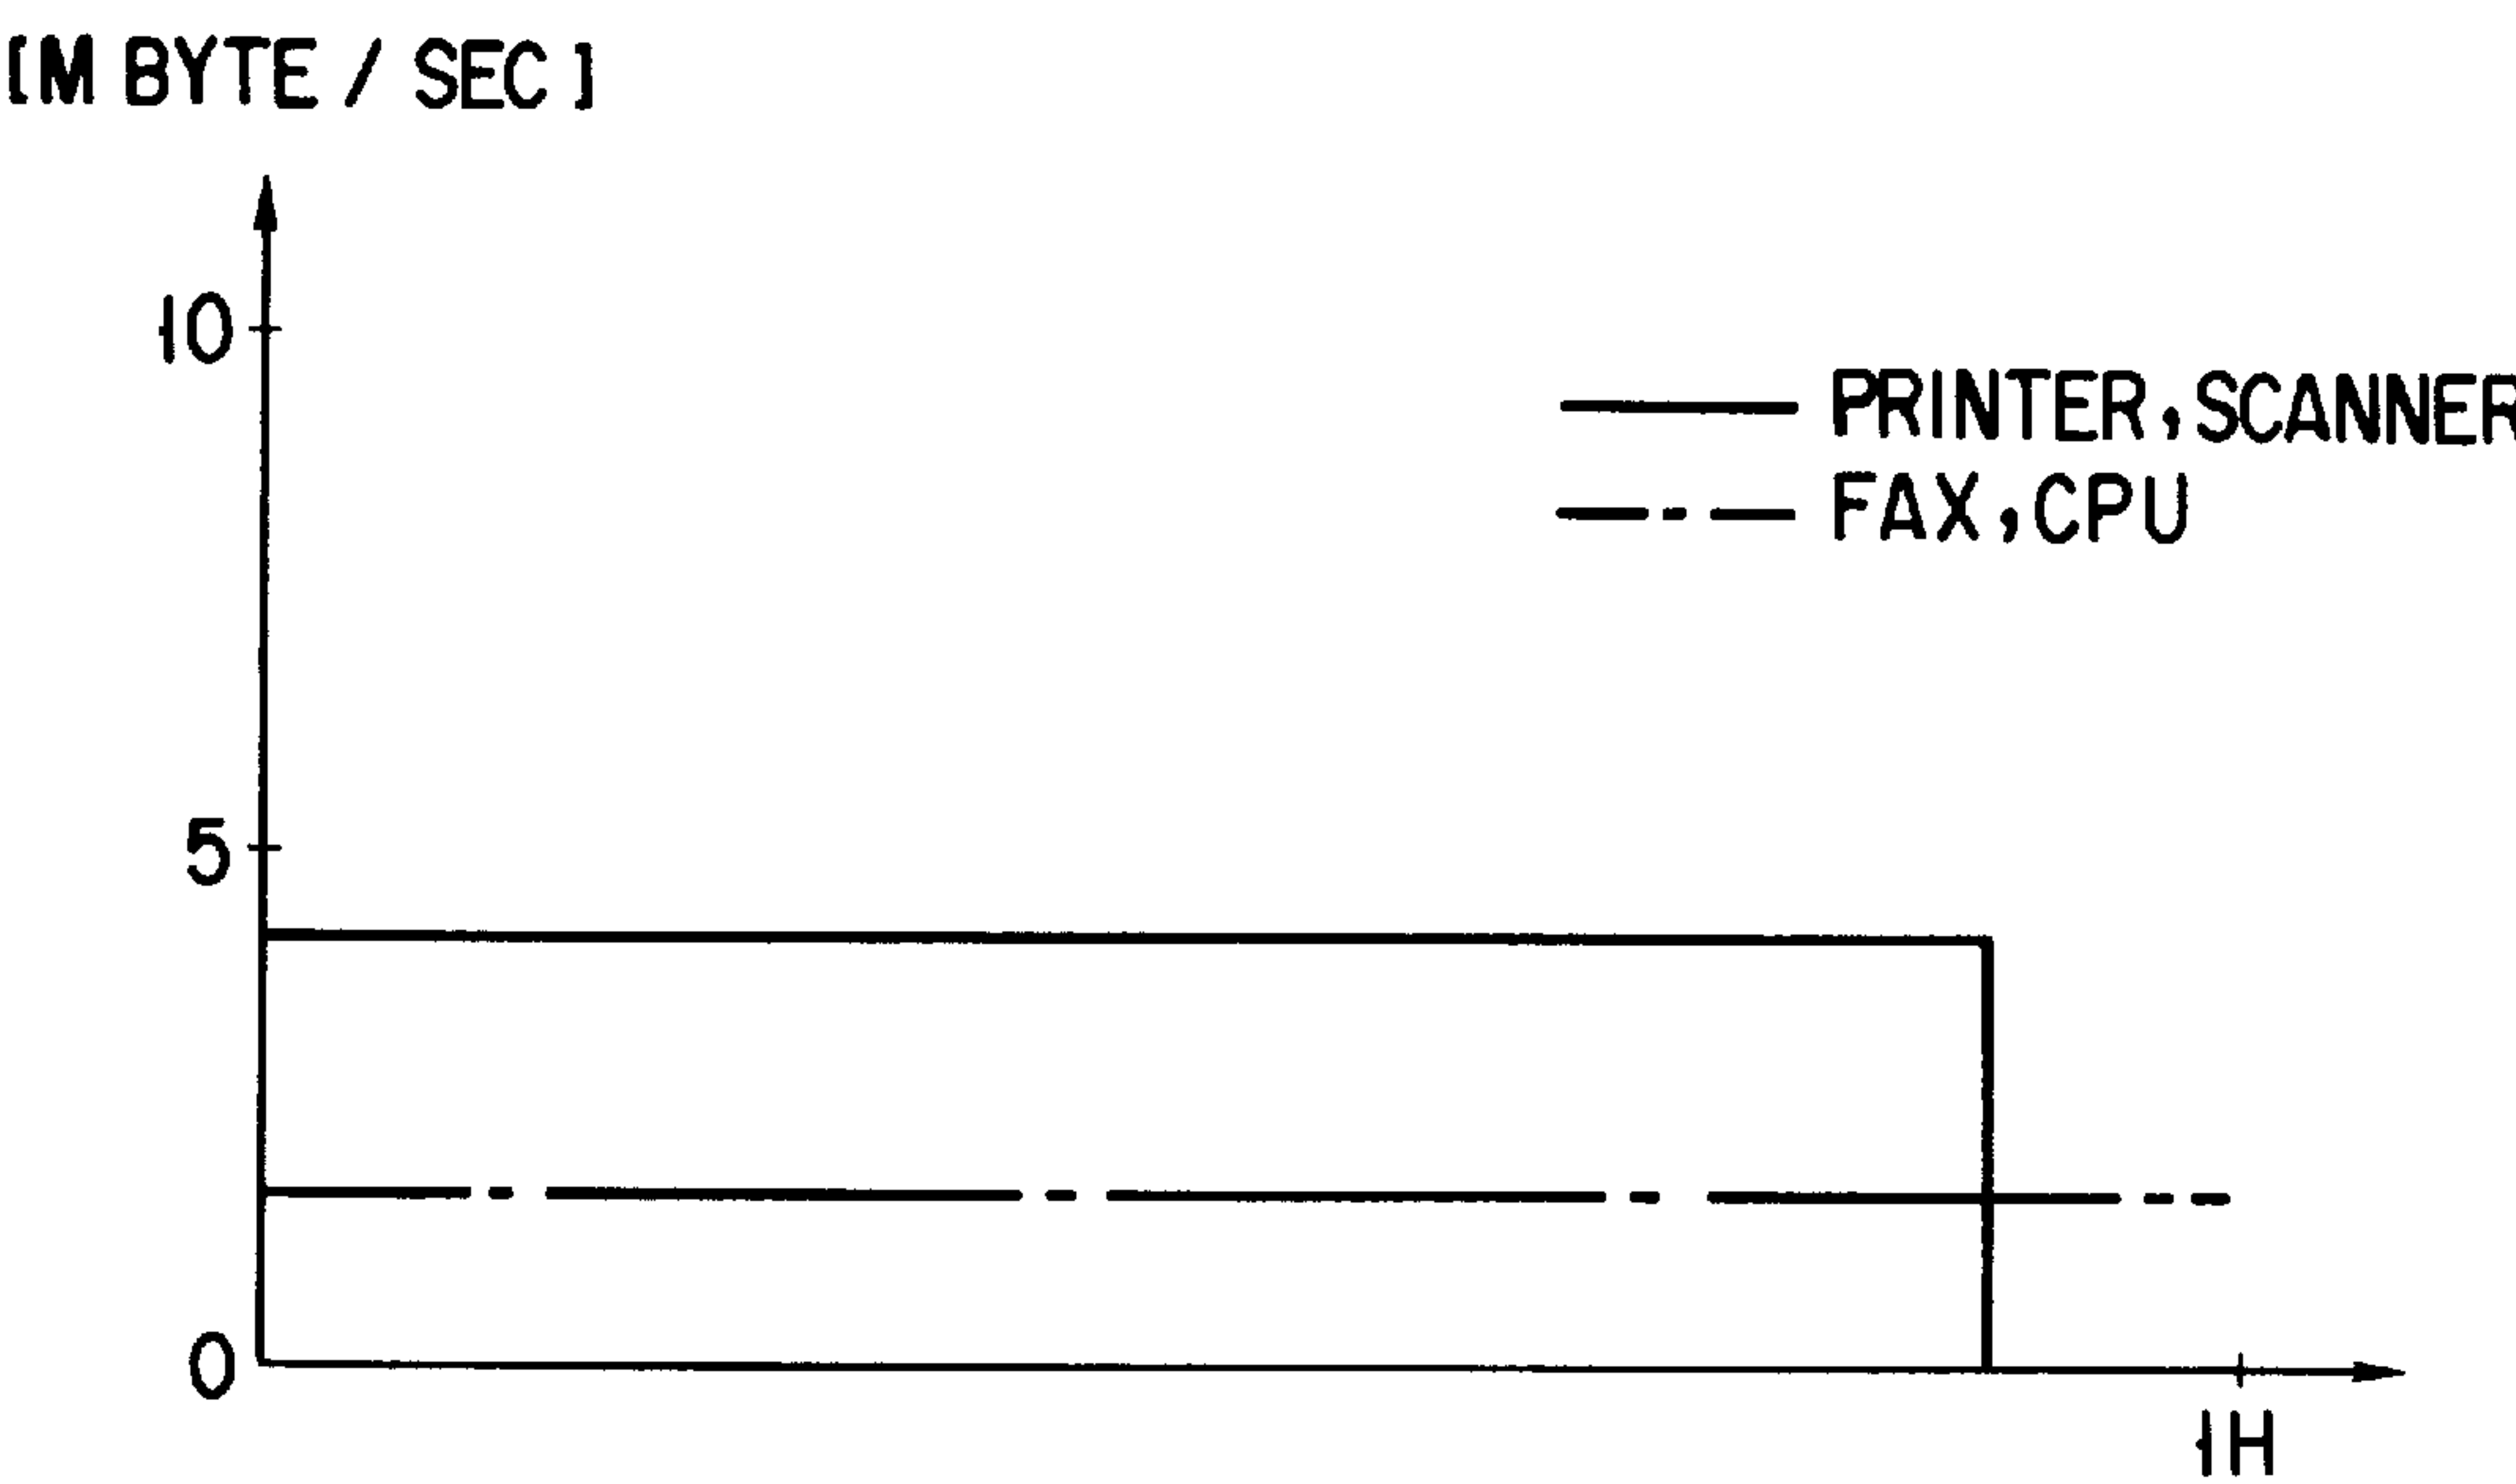 [M BYTE / SEC]
10
PRINTER, SCANNER
FAX, CPU
5
0
1H